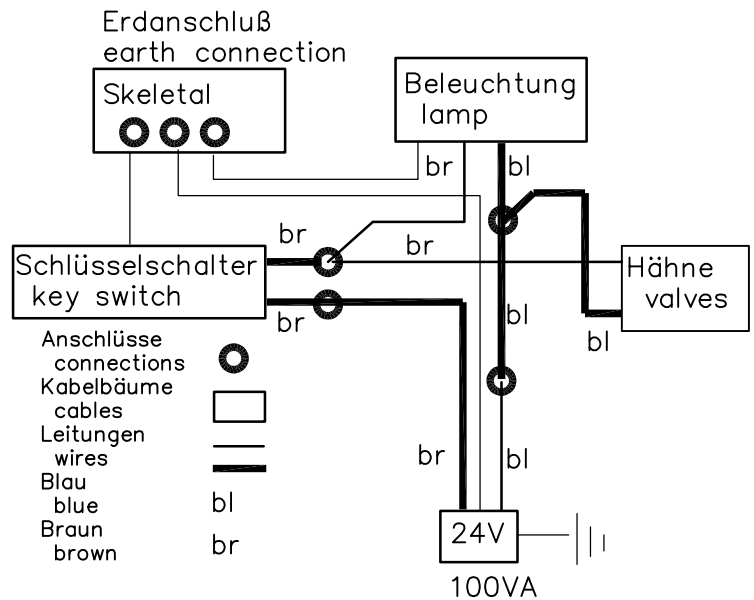 Erdanschluß
earth connection
Skeletal
Beleuchtung
lamp
br
bl
br
br
Schlüsselschalter
key switch
Hähne
valves
br
bl
bl
Anschlüsse
connections
Kabelbäume
cables
Leitungen
wires
br
bl
Blau
blue
bl
Braun
brown
br
24V
100VA